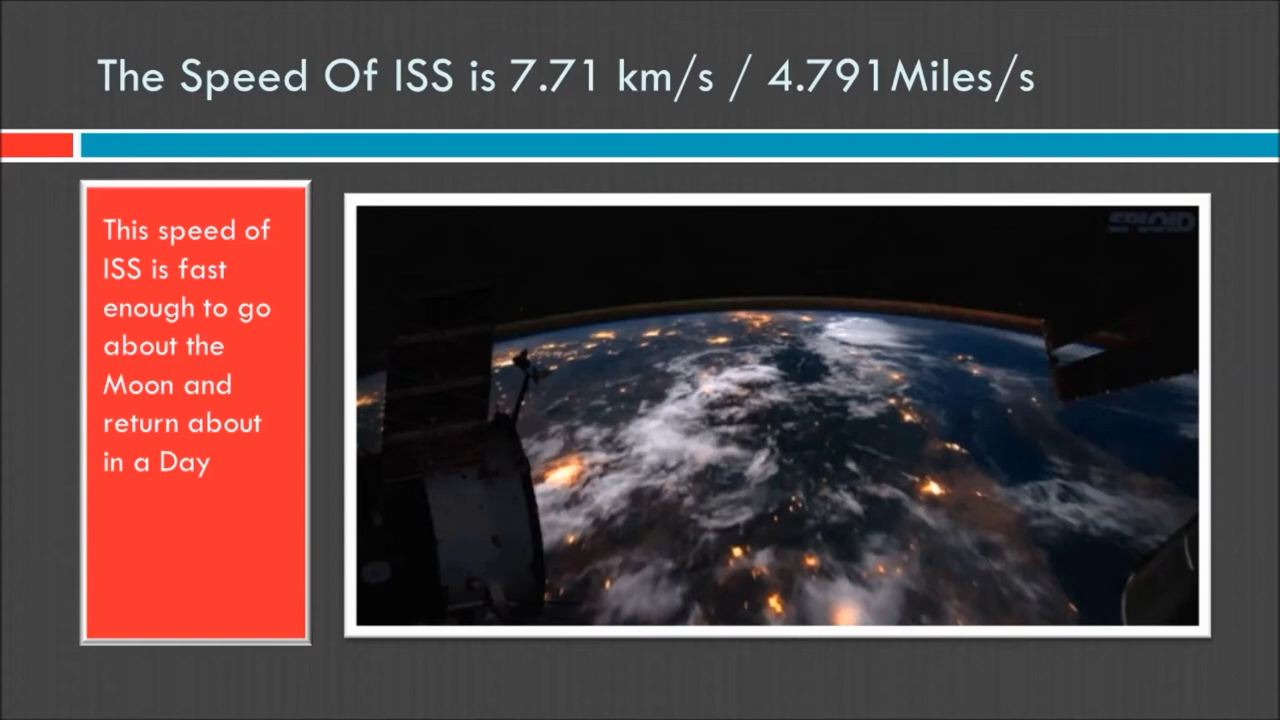 The Speed Of ISS is 7.71 km/s / 4.791Miles/s
SPLOID
This speed of
ISS is fast
enough to go
about the
Moon and
return about
in a Day